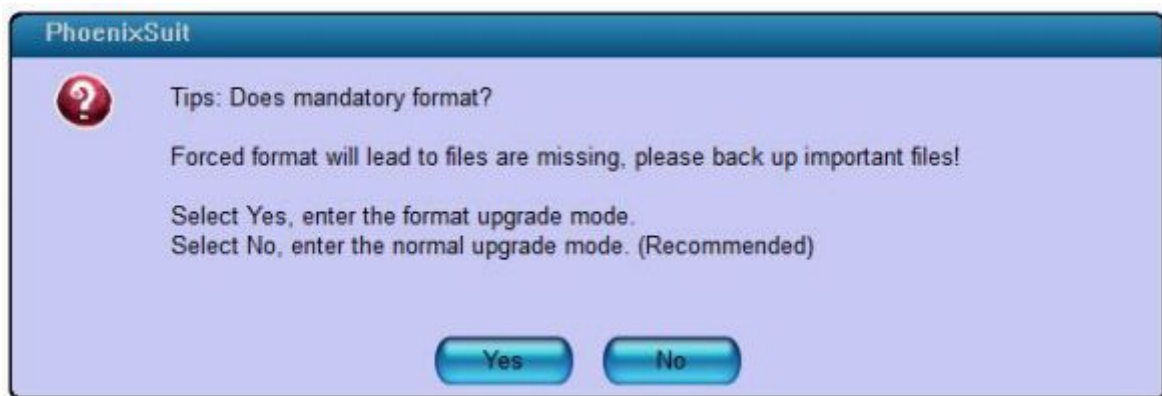 PhoenixSuit
Tips: Does mandatory format?
Forced format will lead to files are missing, please back up important files!
Select Yes, enter the format upgrade mode.
Select No, enter the normal upgrade mode. (Recommended)
Yes
No